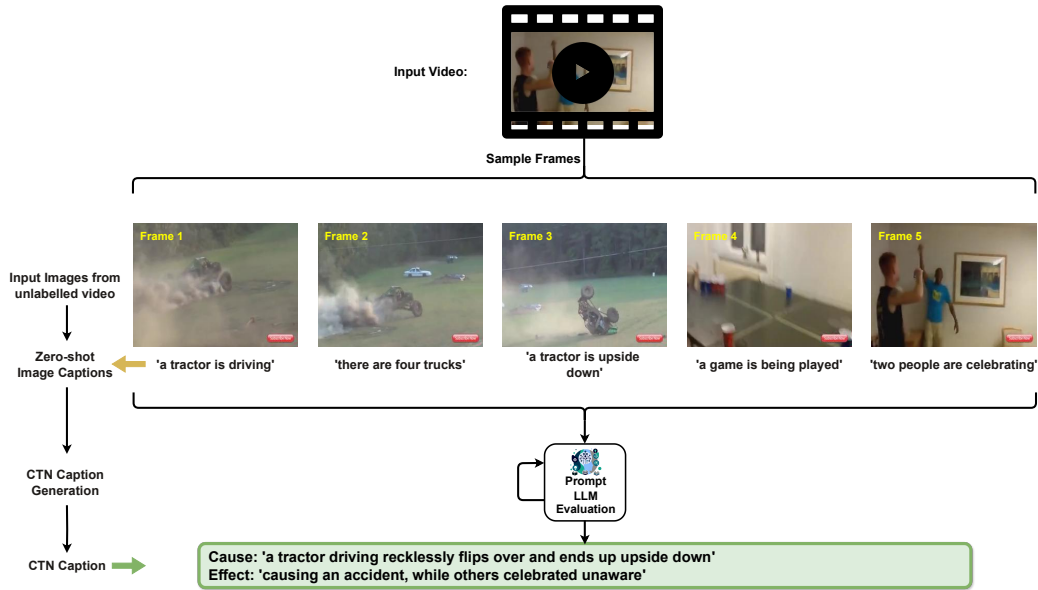 Input Video:
Sample Frames
Frame 1
Frame 2
Frame 3
Frame 4
Frame 5
Input Images from
unlabelled video
Zero-shot
Image Captions
'a tractor is driving'
'there are four trucks'
'a tractor is upside
down'
'a game is being played'
'two people are celebrating'
CTN Caption
Generation
Prompt
LLM
Evaluation
CTN Caption
Cause: 'a tractor driving recklessly flips over and ends up upside down'
Effect: 'causing an accident, while others celebrated unaware'